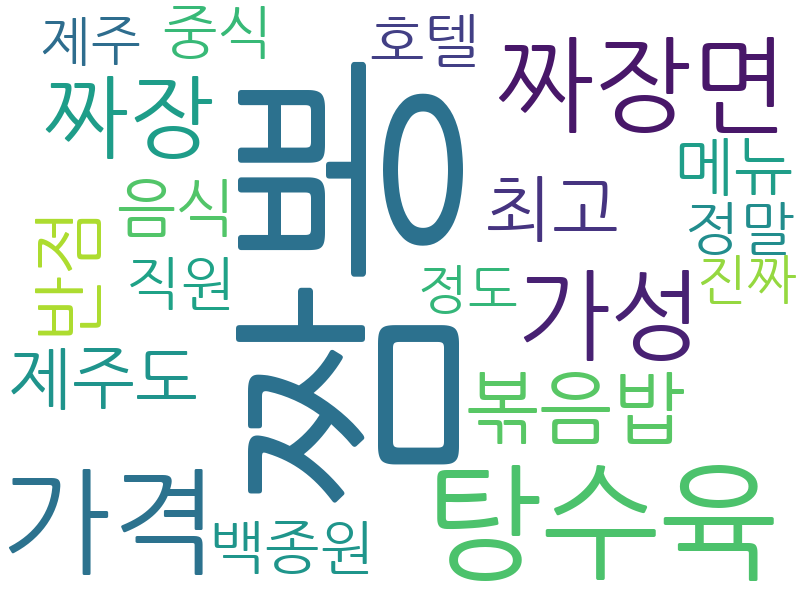 제주
중식
호텔
짜장면
짜장
짬뽕
메뉴
음식
최고
정말
반점
직원
정도
가성
진짜
제주도
볶음밥
가격
백종원
탕수육